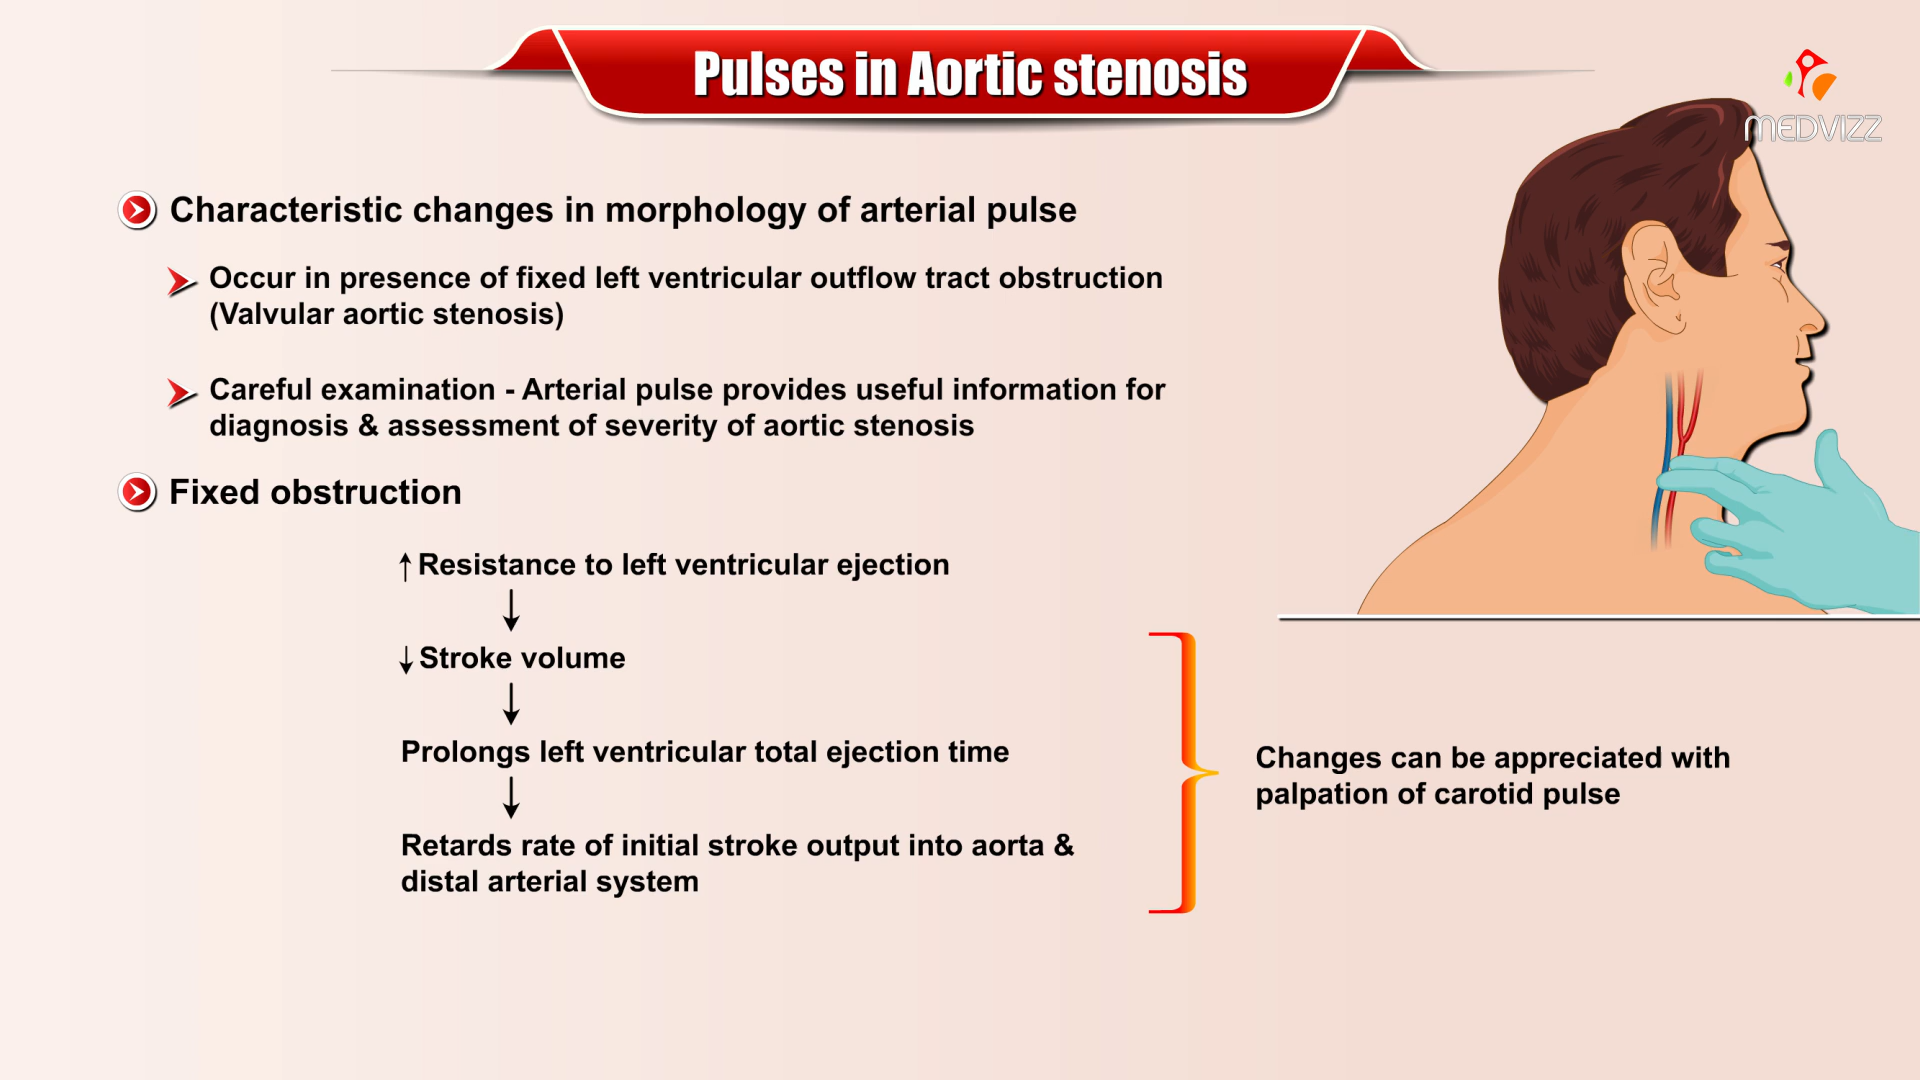 Pulses in Aortic stenosis
MEDVIZZ
Characteristic changes in morphology of arterial pulse
Occur in presence of fixed left ventricular outflow tract obstruction
(Valvular aortic stenosis)
Careful examination - Arterial pulse provides useful information for
diagnosis & assessment of severity of aortic stenosis
Fixed obstruction
↑ Resistance to left ventricular ejection
↓ Stroke volume
Prolongs left ventricular total ejection time
Retards rate of initial stroke output into aorta &
distal arterial system
Changes can be appreciated with
palpation of carotid pulse